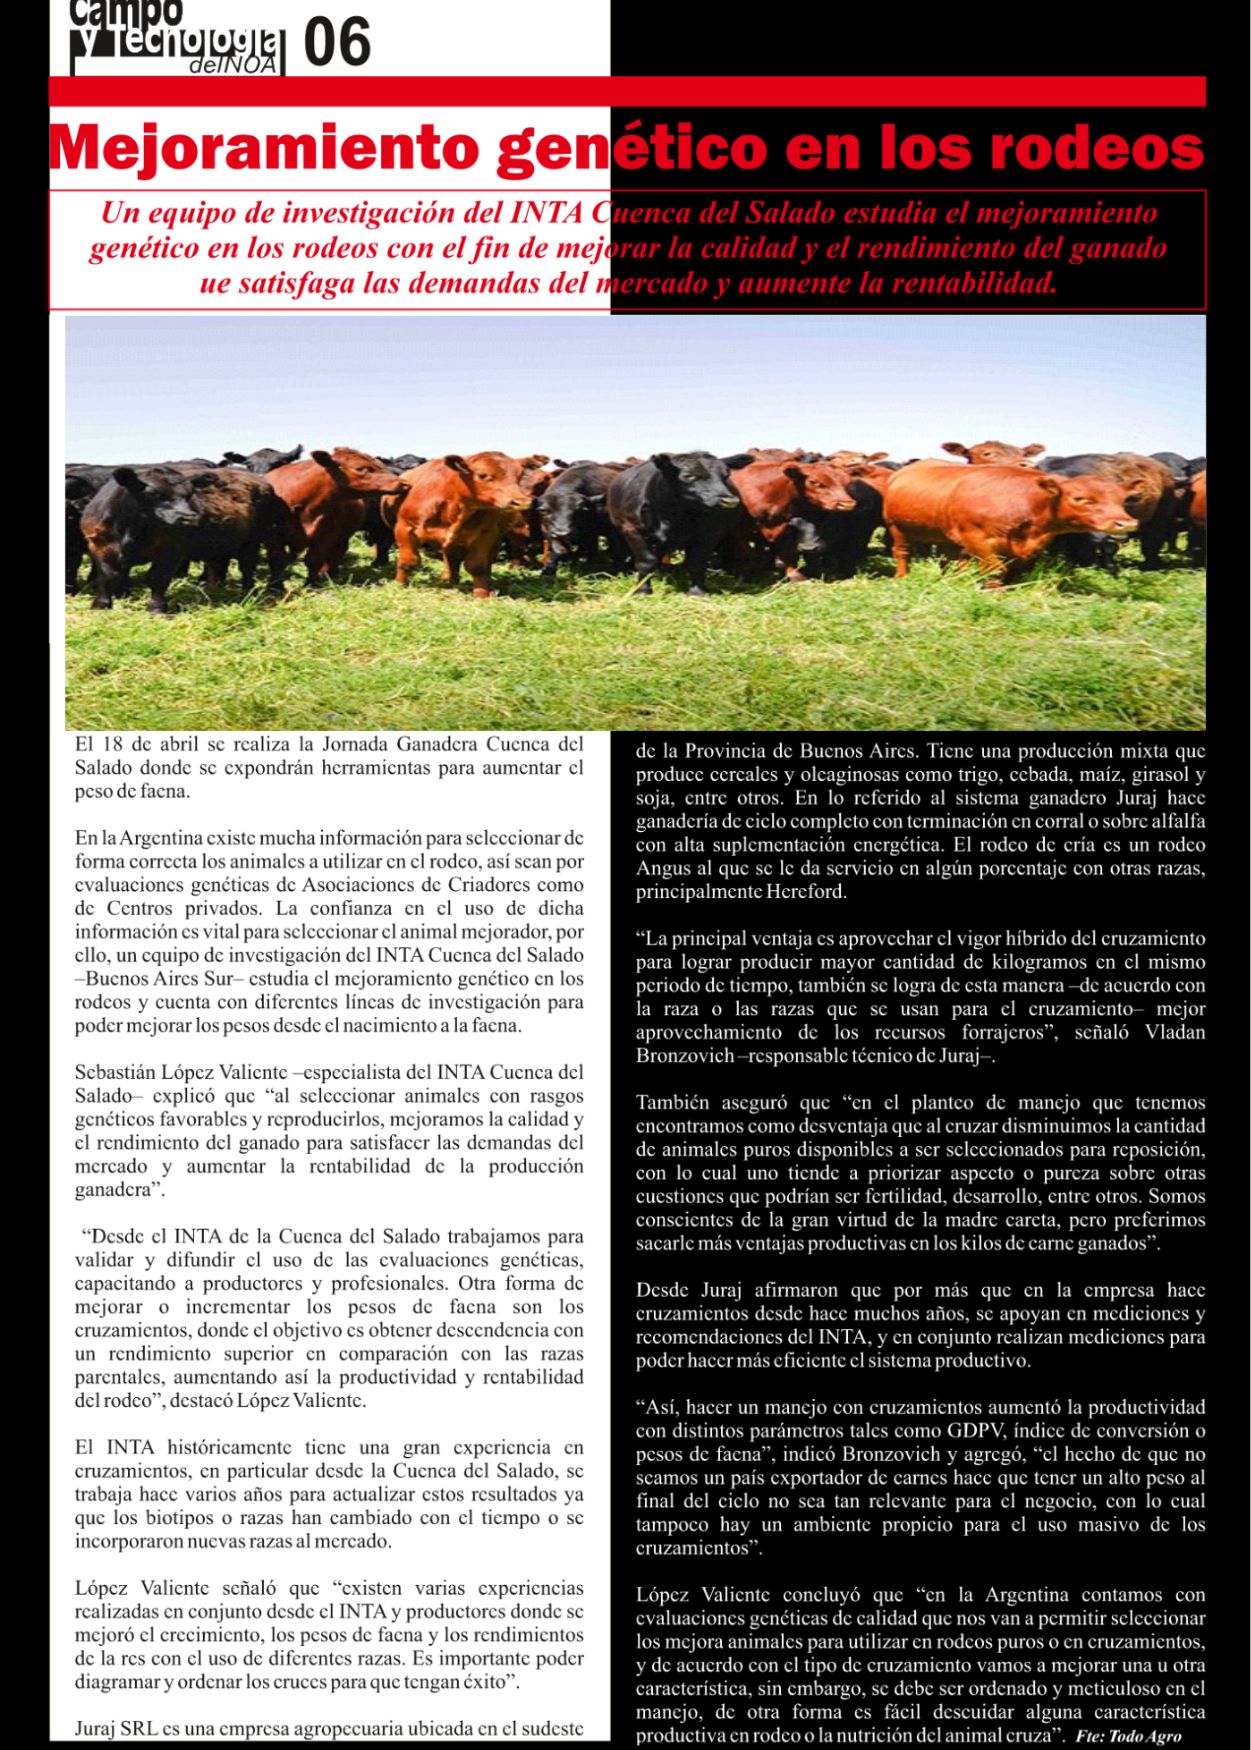 Campo
y Tecnología
delNOA
06
Mejoramiento genético en los rodeos
Un equipo de investigación del INTA Cuenca del Salado estudia el mejoramiento
genético en los rodeos con el fin de mejorar la calidad y el rendimiento del ganado
ue satisfaga las demandas del mercado y aumente la rentabilidad.
El 18 de abril se realiza la Jornada Ganadera Cuenca del
Salado donde se expondrán herramientas para aumentar el
peso de faena.
En la Argentina existe mucha información para seleccionar de
forma correcta los animales a utilizar en el rodeo, así sean por
evaluaciones genéticas de Asociaciones de Criadores como
de Centros privados. La confianza en el uso de dicha
información es vital para seleccionar el animal mejorador, por
ello, un equipo de investigación del INTA Cuenca del Salado
–Buenos Aires Sur– estudia el mejoramiento genético en los
rodeos y cuenta con diferentes líneas de investigación para
poder mejorar los pesos desde el nacimiento a la faena.
Sebastián López Valiente –especialista del INTA Cuenca del
Salado– explicó que “al seleccionar animales con rasgos
genéticos favorables y reproducirlos, mejoramos la calidad y
el rendimiento del ganado para satisfacer las demandas del
mercado y aumentar la rentabilidad de la producción
ganadera”.
“Desde el INTA de la Cuenca del Salado trabajamos para
validar y difundir el uso de las evaluaciones genéticas,
capacitando a productores y profesionales. Otra forma de
mejorar o incrementar los pesos de faena son los
cruzamientos, donde el objetivo es obtener descendencia con
un rendimiento superior en comparación con las razas
parentales, aumentando así la productividad y rentabilidad
del rodeo”, destacó López Valiente.
El INTA históricamente tiene una gran experiencia en
cruzamientos, en particular desde la Cuenca del Salado, se
trabaja hace varios años para actualizar estos resultados ya
que los biotipos o razas han cambiado con el tiempo o se
incorporaron nuevas razas al mercado.
López Valiente señaló que “existen varias experiencias
realizadas en conjunto desde el INTA y productores donde se
mejoró el crecimiento, los pesos de faena y los rendimientos
de la res con el uso de diferentes razas. Es importante poder
diagramar y ordenar los cruces para que tengan éxito”.
Juraj SRL es una empresa agropecuaria ubicada en el sudeste
de la Provincia de Buenos Aires. Tiene una producción mixta que
produce cereales y oleaginosas como trigo, cebada, maíz, girasol y
soja, entre otros. En lo referido al sistema ganadero Juraj hace
ganadería de ciclo completo con terminación en corral o sobre alfalfa
con alta suplementación energética. El rodeo de cría es un rodeo
Angus al que se le da servicio en algún porcentaje con otras razas,
principalmente Hereford.
“La principal ventaja es aprovechar el vigor híbrido del cruzamiento
para lograr producir mayor cantidad de kilogramos en el mismo
periodo de tiempo, también se logra de esta manera –de acuerdo con
la raza o las razas que se usan para el cruzamiento– mejor
aprovechamiento de los recursos forrajeros”, señaló Vladan
Bronzovich –responsable técnico de Juraj–.
También aseguró que “en el planteo de manejo que tenemos
encontramos como desventaja que al cruzar disminuimos la cantidad
de animales puros disponibles a ser seleccionados para reposición,
con lo cual uno tiende a priorizar aspecto o pureza sobre otras
cuestiones que podrían ser fertilidad, desarrollo, entre otros. Somos
conscientes de la gran virtud de la madre careta, pero preferimos
sacarle más ventajas productivas en los kilos de carne ganados”.
Desde Juraj afirmaron que por más que en la empresa hace
cruzamientos desde hace muchos años, se apoyan en mediciones y
recomendaciones del INTA, y en conjunto realizan mediciones para
poder hacer más eficiente el sistema productivo.
“Así, hacer un manejo con cruzamientos aumentó la productividad
con distintos parámetros tales como GDPV, índice de conversión o
pesos de faena”, indicó Bronzovich y agregó, “el hecho de que no
seamos un país exportador de carnes hace que tener un alto peso al
final del ciclo no sea tan relevante para el negocio, con lo cual
tampoco hay un ambiente propicio para el uso masivo de los
cruzamientos”.
López Valiente concluyó que “en la Argentina contamos con
evaluaciones genéticas de calidad que nos van a permitir seleccionar
los mejora animales para utilizar en rodeos puros o en cruzamientos,
y de acuerdo con el tipo de cruzamiento vamos a mejorar una u otra
característica, sin embargo, se debe ser ordenado y meticuloso en el
manejo, de otra forma es fácil descuidar alguna característica
productiva en rodeo o la nutrición del animal cruza”. Fte: Todo Agro